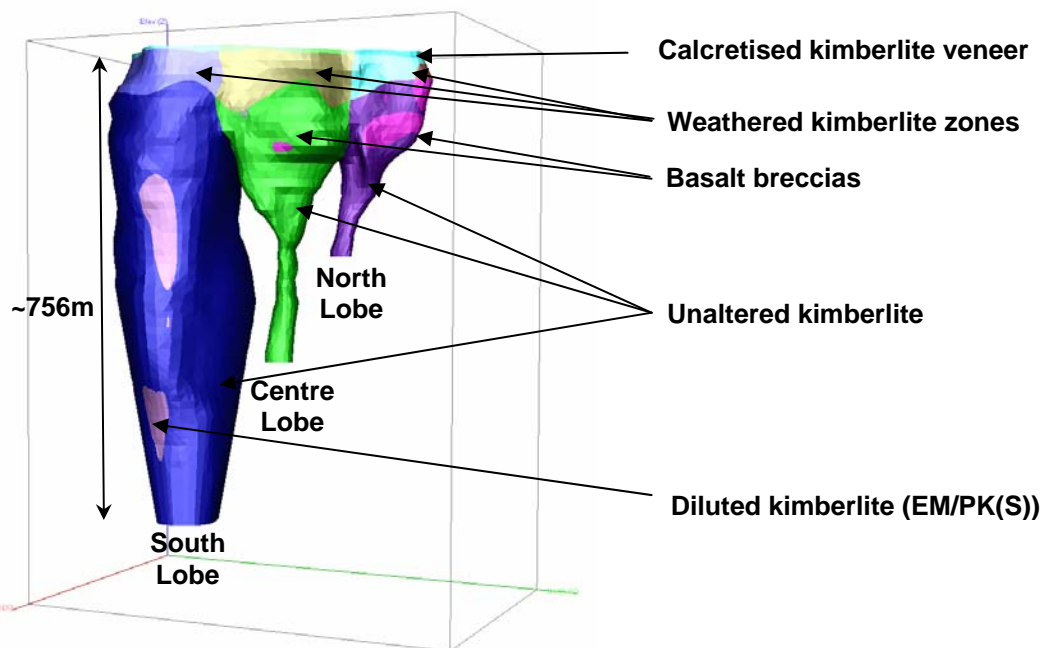 Elev (Z)
Calcretised kimberlite veneer
Weathered kimberlite zones
Basalt breccias
North
Lobe
~756m
Unaltered kimberlite
Centre
Lobe
Diluted kimberlite (EM/PK(S))
South
Lobe